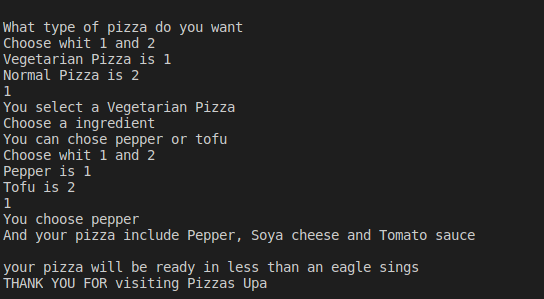 What type of pizza do you want
Choose whit 1 and 2
Vegetarian Pizza is 1
Normal Pizza is 2
1
You select a Vegetarian Pizza
Choose a ingredient
You can chose pepper or tofu
Choose whit 1 and 2
Pepper is 1
Tofu is 2
1
You choose pepper
And your pizza include Pepper, Soya cheese and Tomato sauce
your pizza will be ready in less than an eagle sings
THANK YOU FOR visiting Pizzas Upa